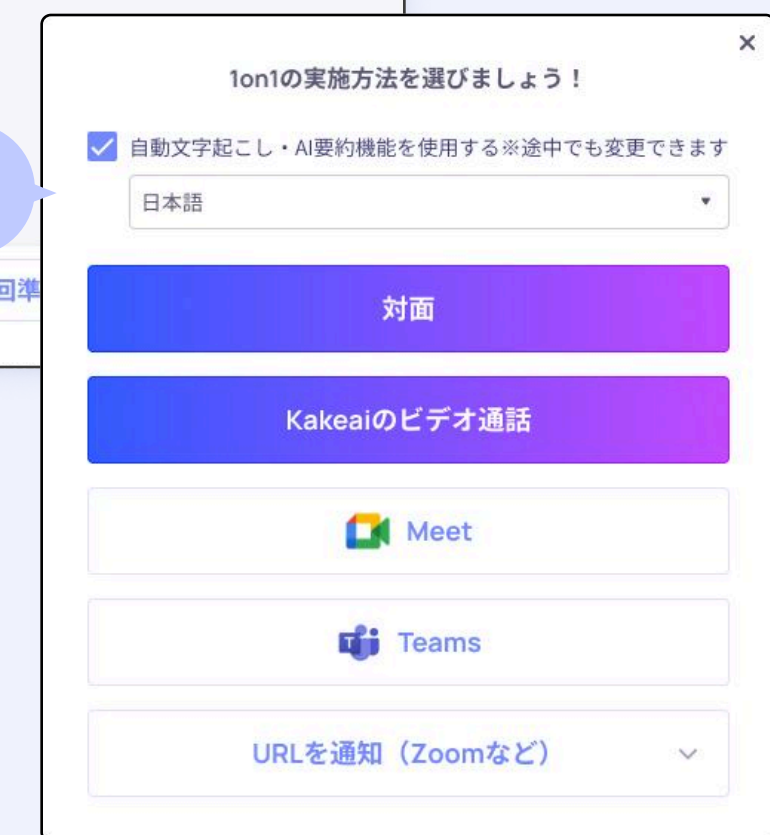 1on1の実施方法を選びましょう！
自動文字起こし・AI要約機能を使用する※途中でも変更できます
日本語
回準
対面
Kakeaiのビデオ通話
Meet
Teams
URLを通知（Zoomなど）